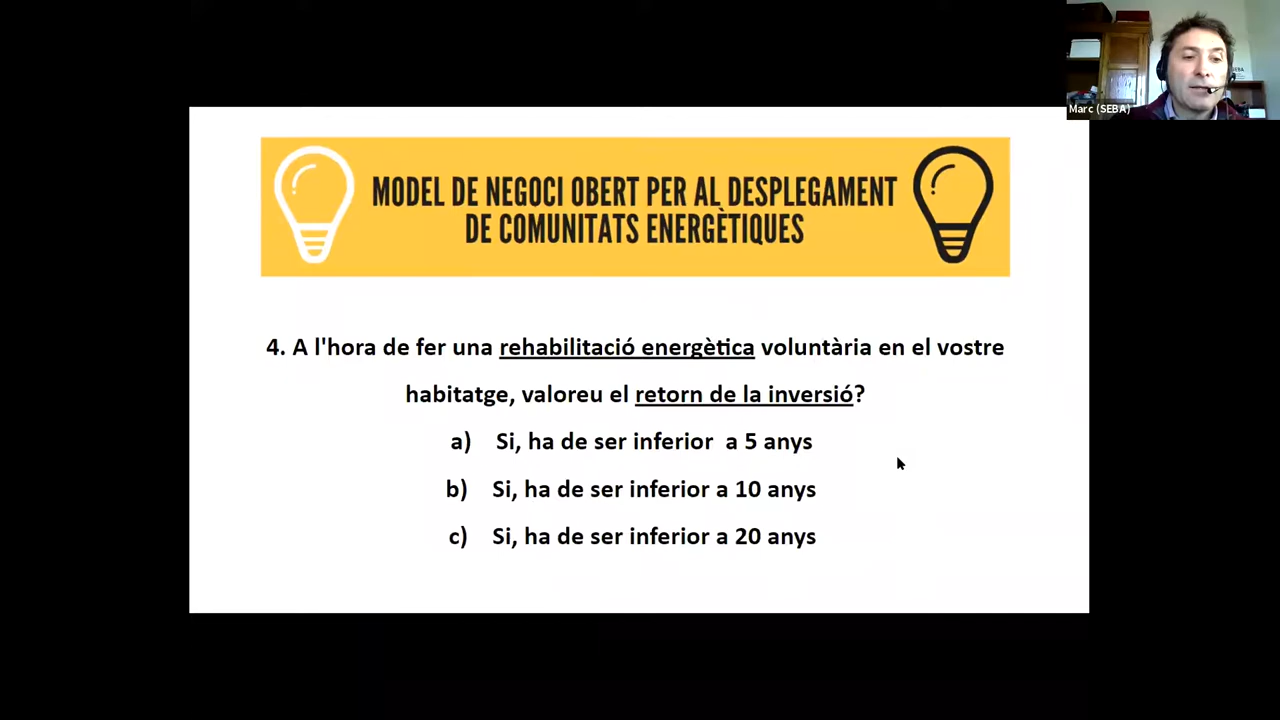 Marc (SEBA)
MODEL DE NEGOCI OBERT PER AL DESPLEGAMENT
DE COMUNITATS ENERGÈTIQUES
4. A l'hora de fer una rehabilitació energètica voluntària en el vostre
habitatge, valoreu el retorn de la inversió?
a) Si, ha de ser inferior a 5 anys
b) Si, ha de ser inferior a 10 anys
c) Si, ha de ser inferior a 20 anys